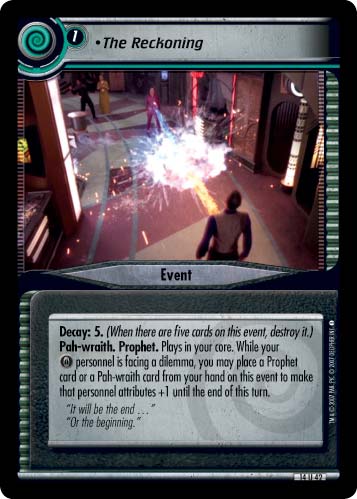 1
•The Reckoning
Event
Decay: 5. (When there are five cards on this event, destroy it.)
Pah-wraith. Prophet. Plays in your core. While your
personnel is facing a dilemma, you may place a Prophet
card or a Pah-wraith card from your hand on this event to
make that personnel attributes +1 until the end of this turn.
"It will be the end ..."
"Or the beginning."
14 U 42